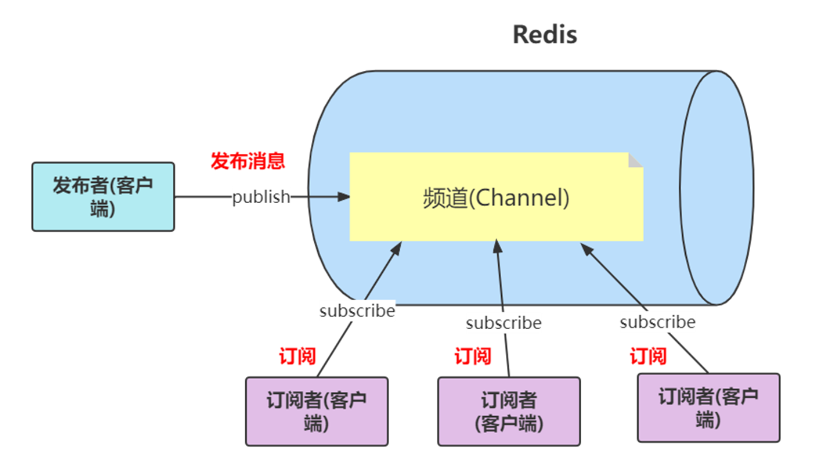 Redis
发布消息
发布者(客户
端)
publish
频道(Channel)
subscribe
subscribe
subscribe
订阅
订阅
订阅
订阅者(客户
端)
订阅者
(客户端)
订阅者(客户
端)